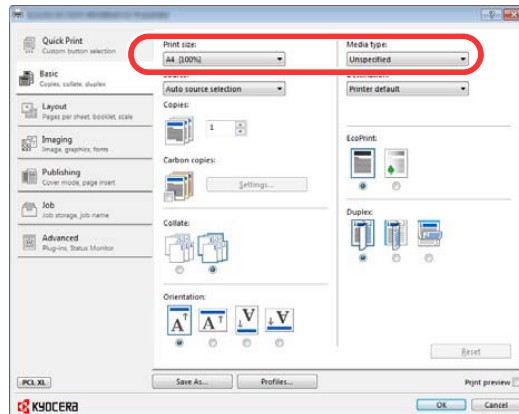 Quick Print
Custom button selection
Basic
Copies, collate, duplex
Layout
Pages per sheet, booklet, scale
Imaging
Image, graphics, fonts
Publishing
Cover mode, page insert
Job
Job storage, job name
Advanced
Plug-ins, Status Monitor
Print size:
A4 [100%]
Auto source selection
Copies:
1
Carbon copies:
Settings...
Collate:
Orientation:
A A A A
Media type:
Unspecified
Printer default
EcoPrint:
Duplex:
Reset
PCL XL
Save As...
Profiles...
Print preview
KYOCERA
OK
Cancel